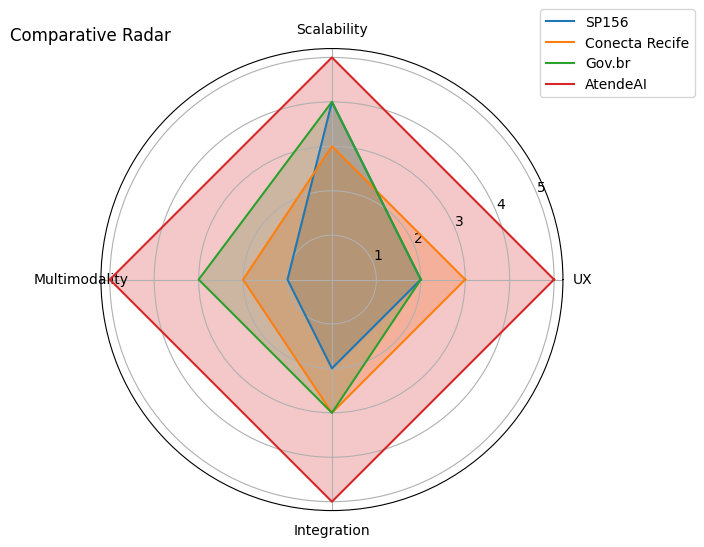 Comparative Radar
Scalability
SP156
Conecta Recife
Gov.br
AtendeAI
5
4
3
2
1
Multimodality
UX
Integration